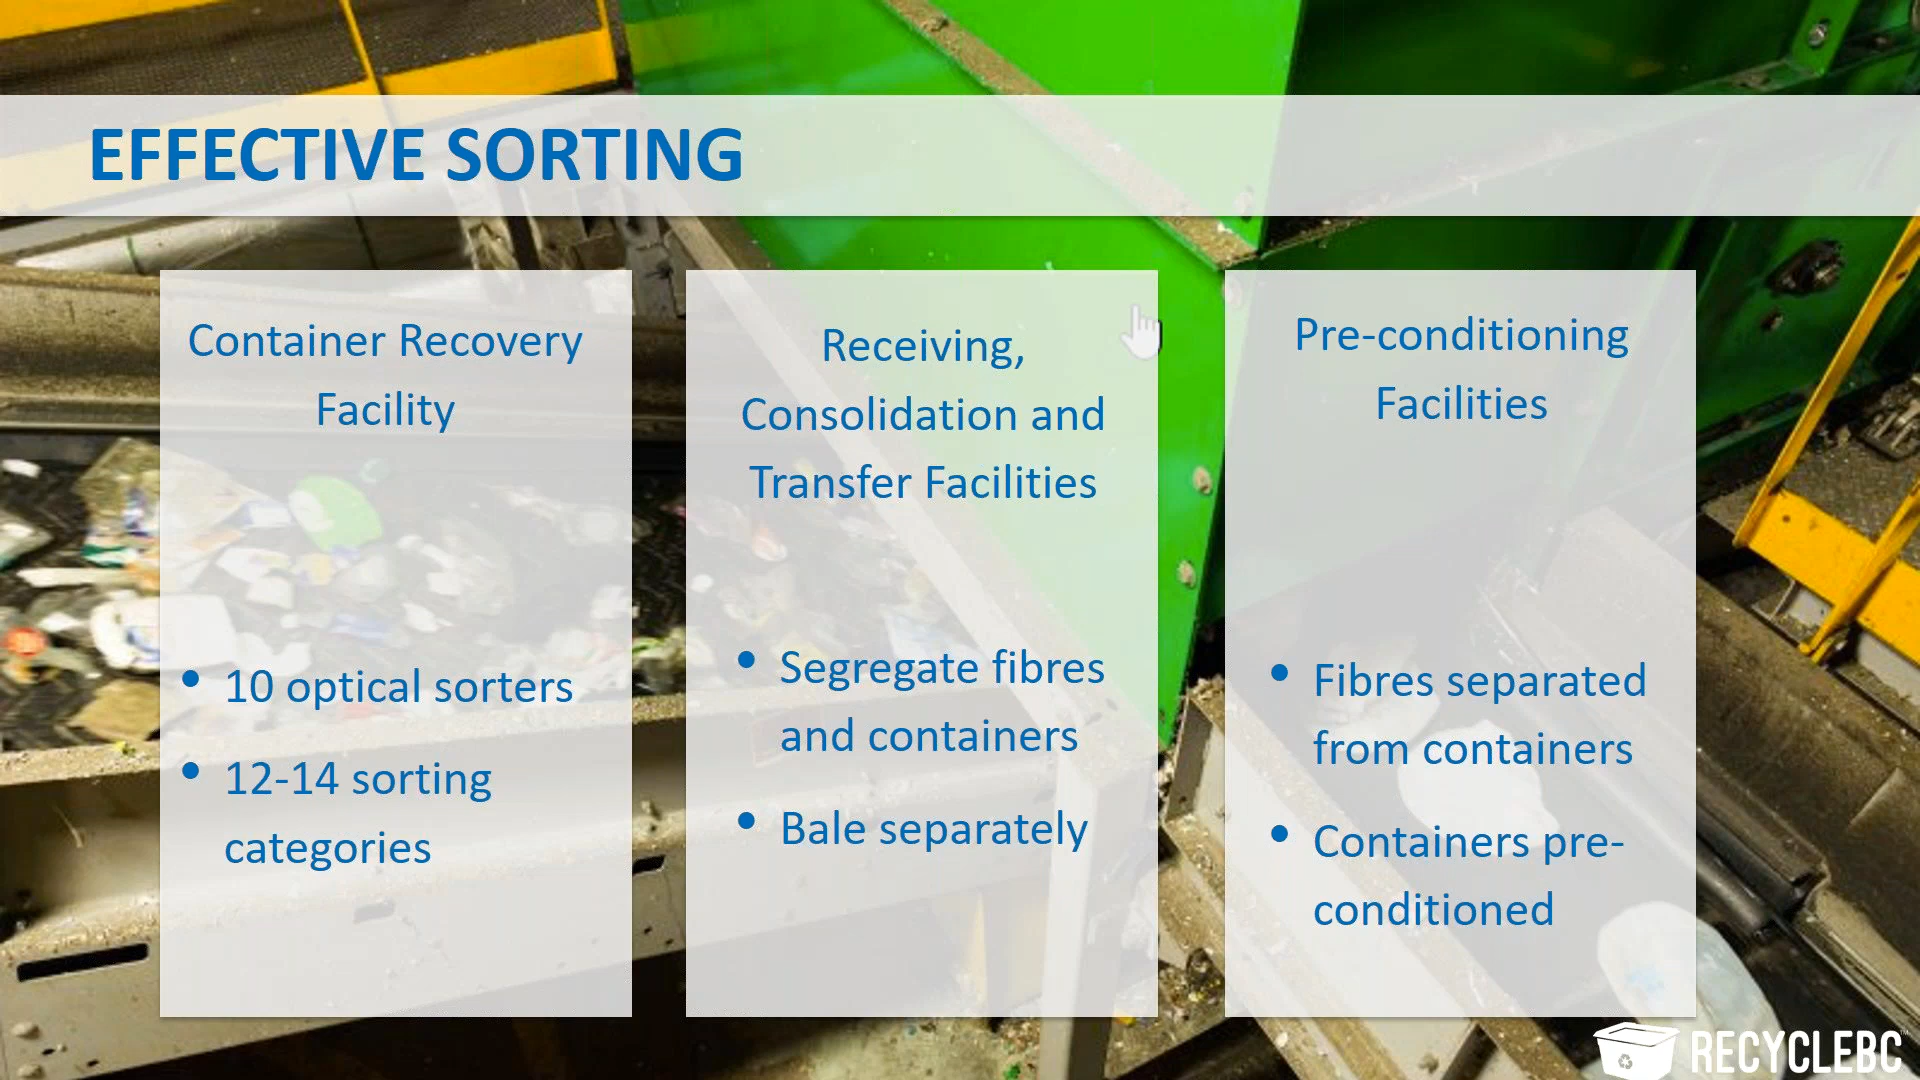 EFFECTIVE SORTING
Container Recovery
Facility
• 10 optical sorters
• 12-14 sorting
categories
Receiving,
Consolidation and
Transfer Facilities
• Segregate fibres
and containers
• Bale separately
Pre-conditioning
Facilities
• Fibres separated
from containers
• Containers pre-
conditioned
RECYCLEBC™